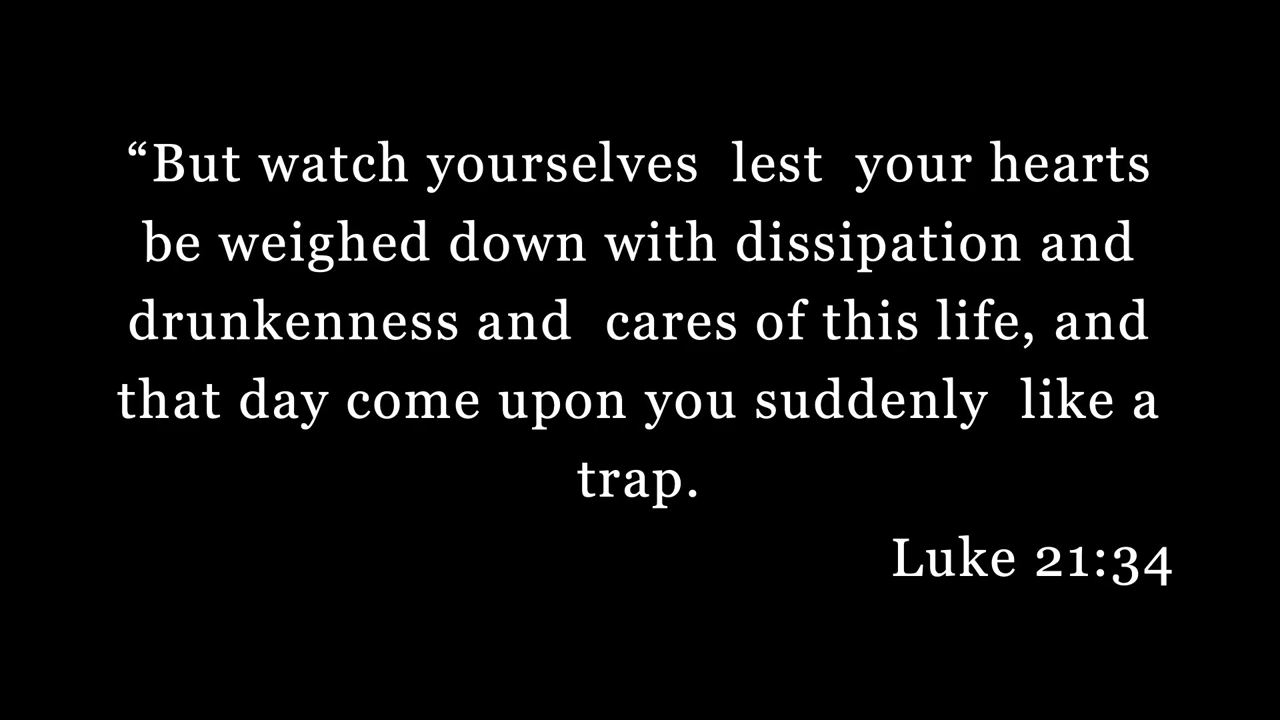 “But watch yourselves  lest  your hearts
be weighed down with dissipation and
drunkenness and  cares of this life, and
that day come upon you suddenly  like a
trap.
Luke 21:34